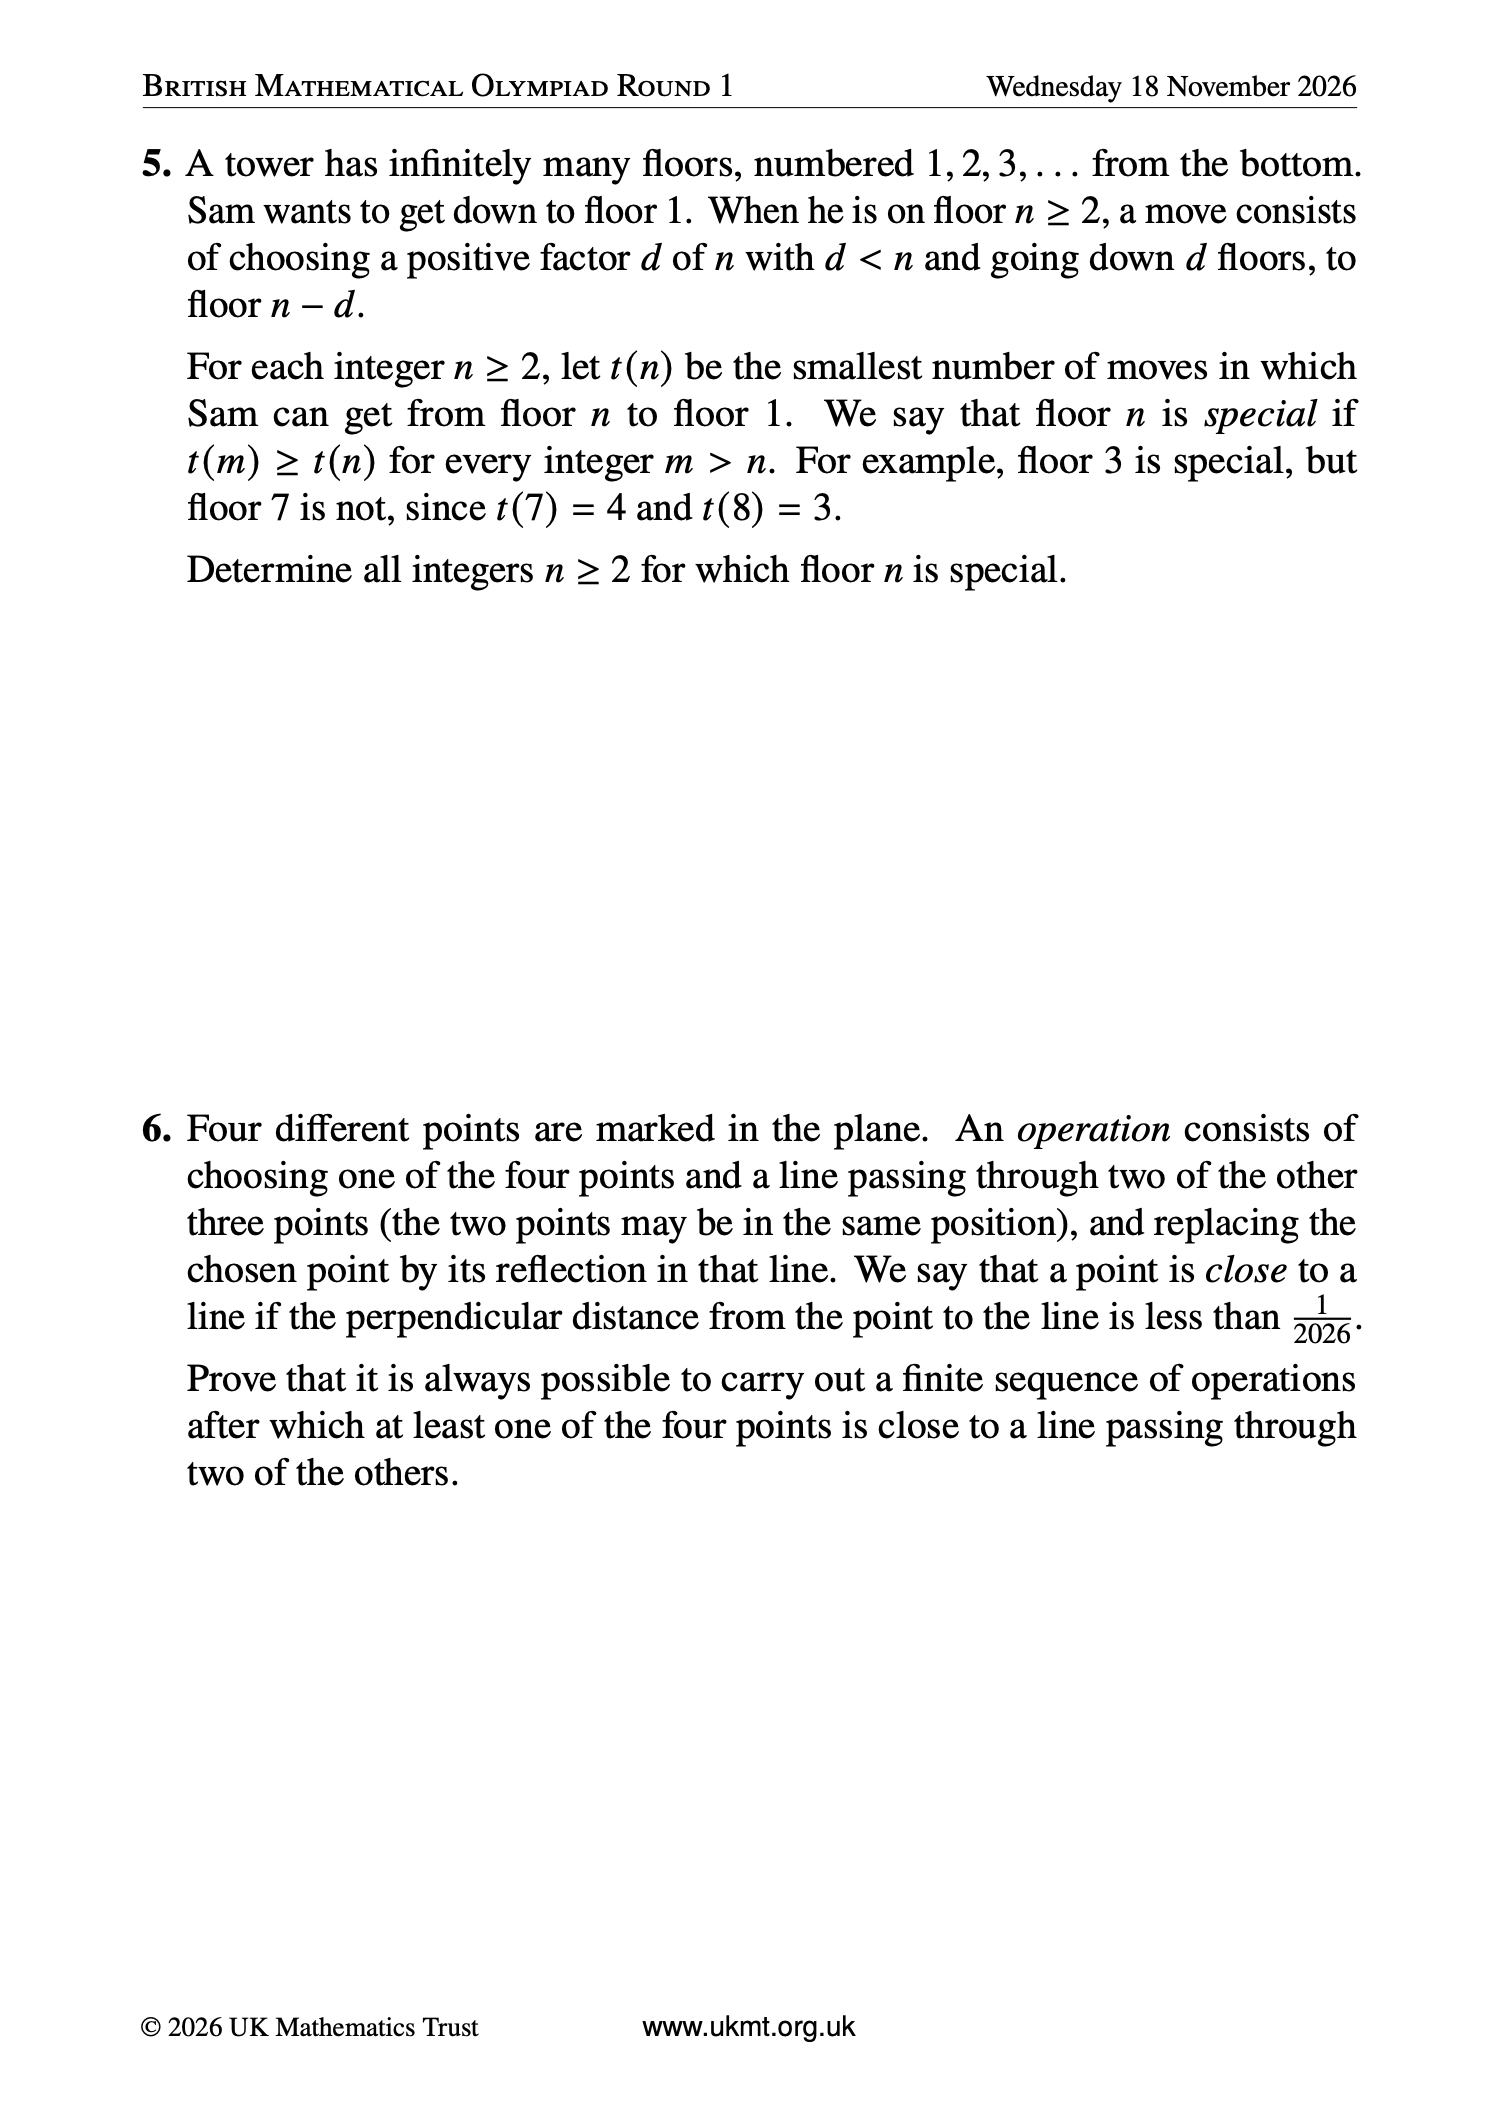 British Mathematical Olympiad Round 1 Wednesday 18 November 2026
5. A tower has infinitely many floors, numbered 1, 2, 3, . . . from the bottom.
Sam wants to get down to floor 1. When he is on floor n ≥ 2, a move consists
of choosing a positive factor d of n with d < n and going down d floors, to
floor n − d.
For each integer n ≥ 2, let t(n) be the smallest number of moves in which
Sam can get from floor n to floor 1. We say that floor n is special if
t(m) ≥ t(n) for every integer m > n. For example, floor 3 is special, but
floor 7 is not, since t(7) = 4 and t(8) = 3.
Determine all integers n ≥ 2 for which floor n is special.
6. Four different points are marked in the plane. An operation consists of
choosing one of the four points and a line passing through two of the other
three points (the two points may be in the same position), and replacing the
chosen point by its reflection in that line. We say that a point is close to a
line if the perpendicular distance from the point to the line is less than 1/2026.
Prove that it is always possible to carry out a finite sequence of operations
after which at least one of the four points is close to a line passing through
two of the others.
© 2026 UK Mathematics Trust www.ukmt.org.uk